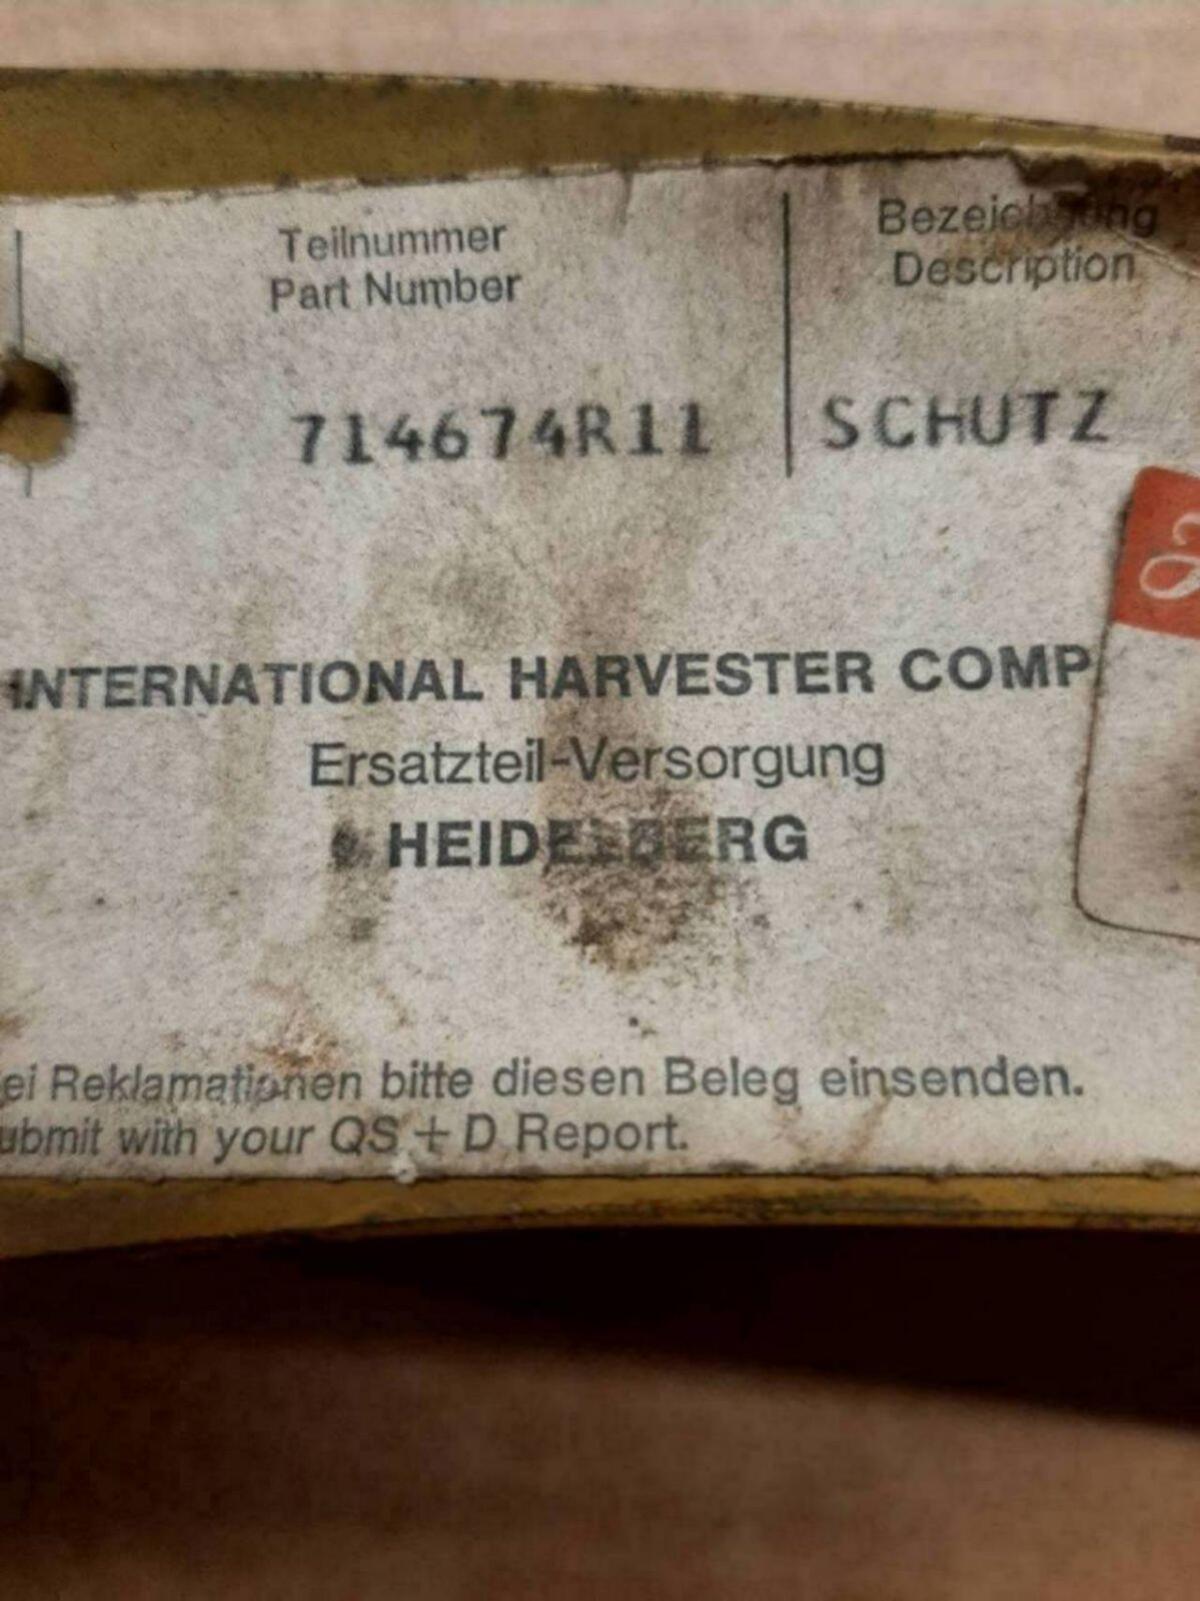 Teilnummer
Part Number
Bezeichnung
Description
714674R11
SCHUTZ
INTERNATIONAL HARVESTER COMP
Ersatzteil-Versorgung
HEIDELBERG
ei Reklamationen bitte diesen Beleg einsenden.
ubmit with your QS + D Report.